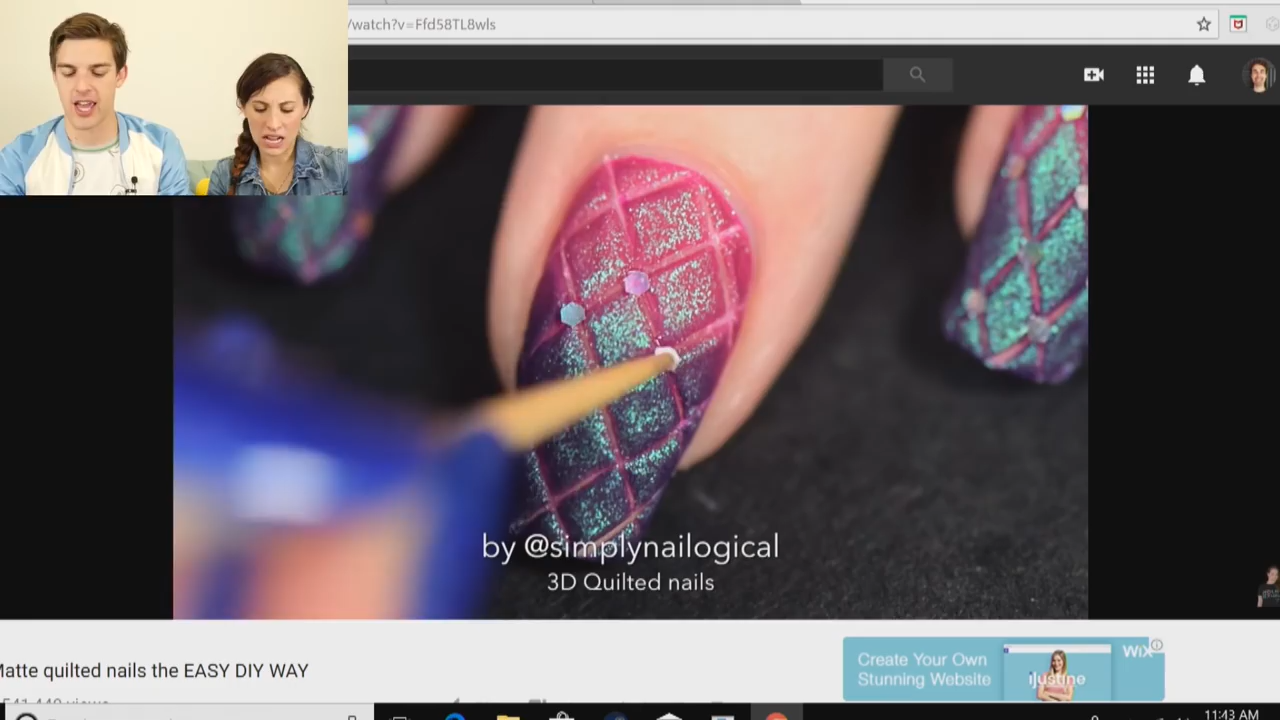 /watch?v=Ffd58TL8wls
by @simplynailogical
3D Quilted nails
Matte quilted nails the EASY DIY WAY
Create Your Own
Stunning Website
iJustine
WiX
11:43 AM